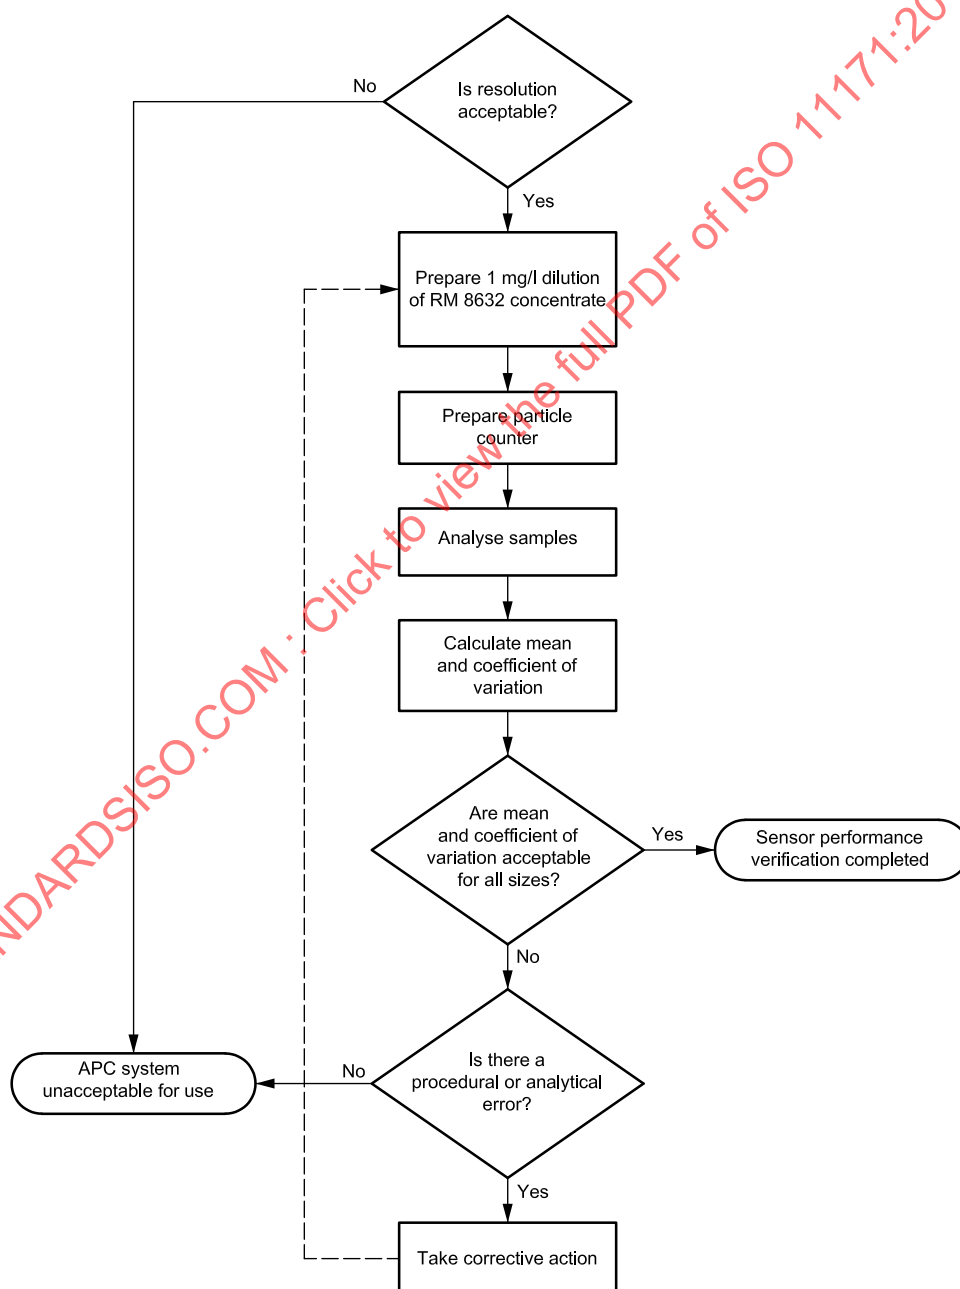 Is resolution
acceptable?
No
Yes
Prepare 1 mg/l dilution
of RM 8632 concentrate
Prepare particle
counter
Analyse samples
Calculate mean
and coefficient of
variation
Are mean
and coefficient of
variation acceptable
for all sizes?
Yes
Sensor performance
verification completed
No
Is there a
procedural or analytical
error?
No
APC system
unacceptable for use
Yes
Take corrective action
NDARDSISO.COM : Click to view the full PDF of ISO 11171:20